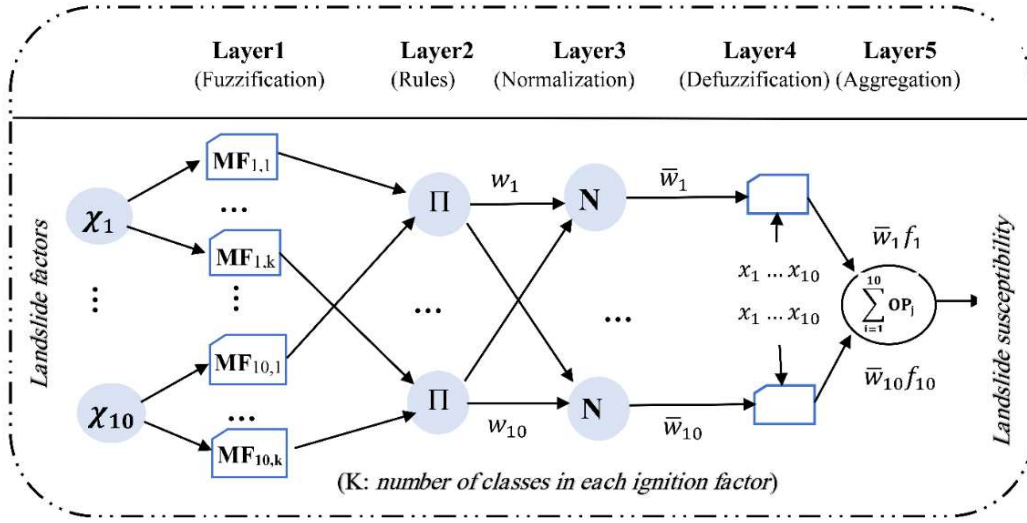 Layer1 Layer2 Layer3 Layer4 Layer5
(Fuzzification) (Rules) (Normalization) (Defuzzification) (Aggregation)
Landslide factors
χ₁
...
χ₁₀
MF₁,₁
...
MF₁,ₖ
...
MF₁₀,₁
...
MF₁₀,ₖ
Π
...
Π
w₁
w₁₀
N
...
N
w̅₁
w̅₁₀
x₁ ... x₁₀
x₁ ... x₁₀
w̅₁f₁
∑ᵢ₌₁¹⁰ OPⱼ
w̅₁₀f₁₀
Landslide susceptibility
(K: number of classes in each ignition factor)